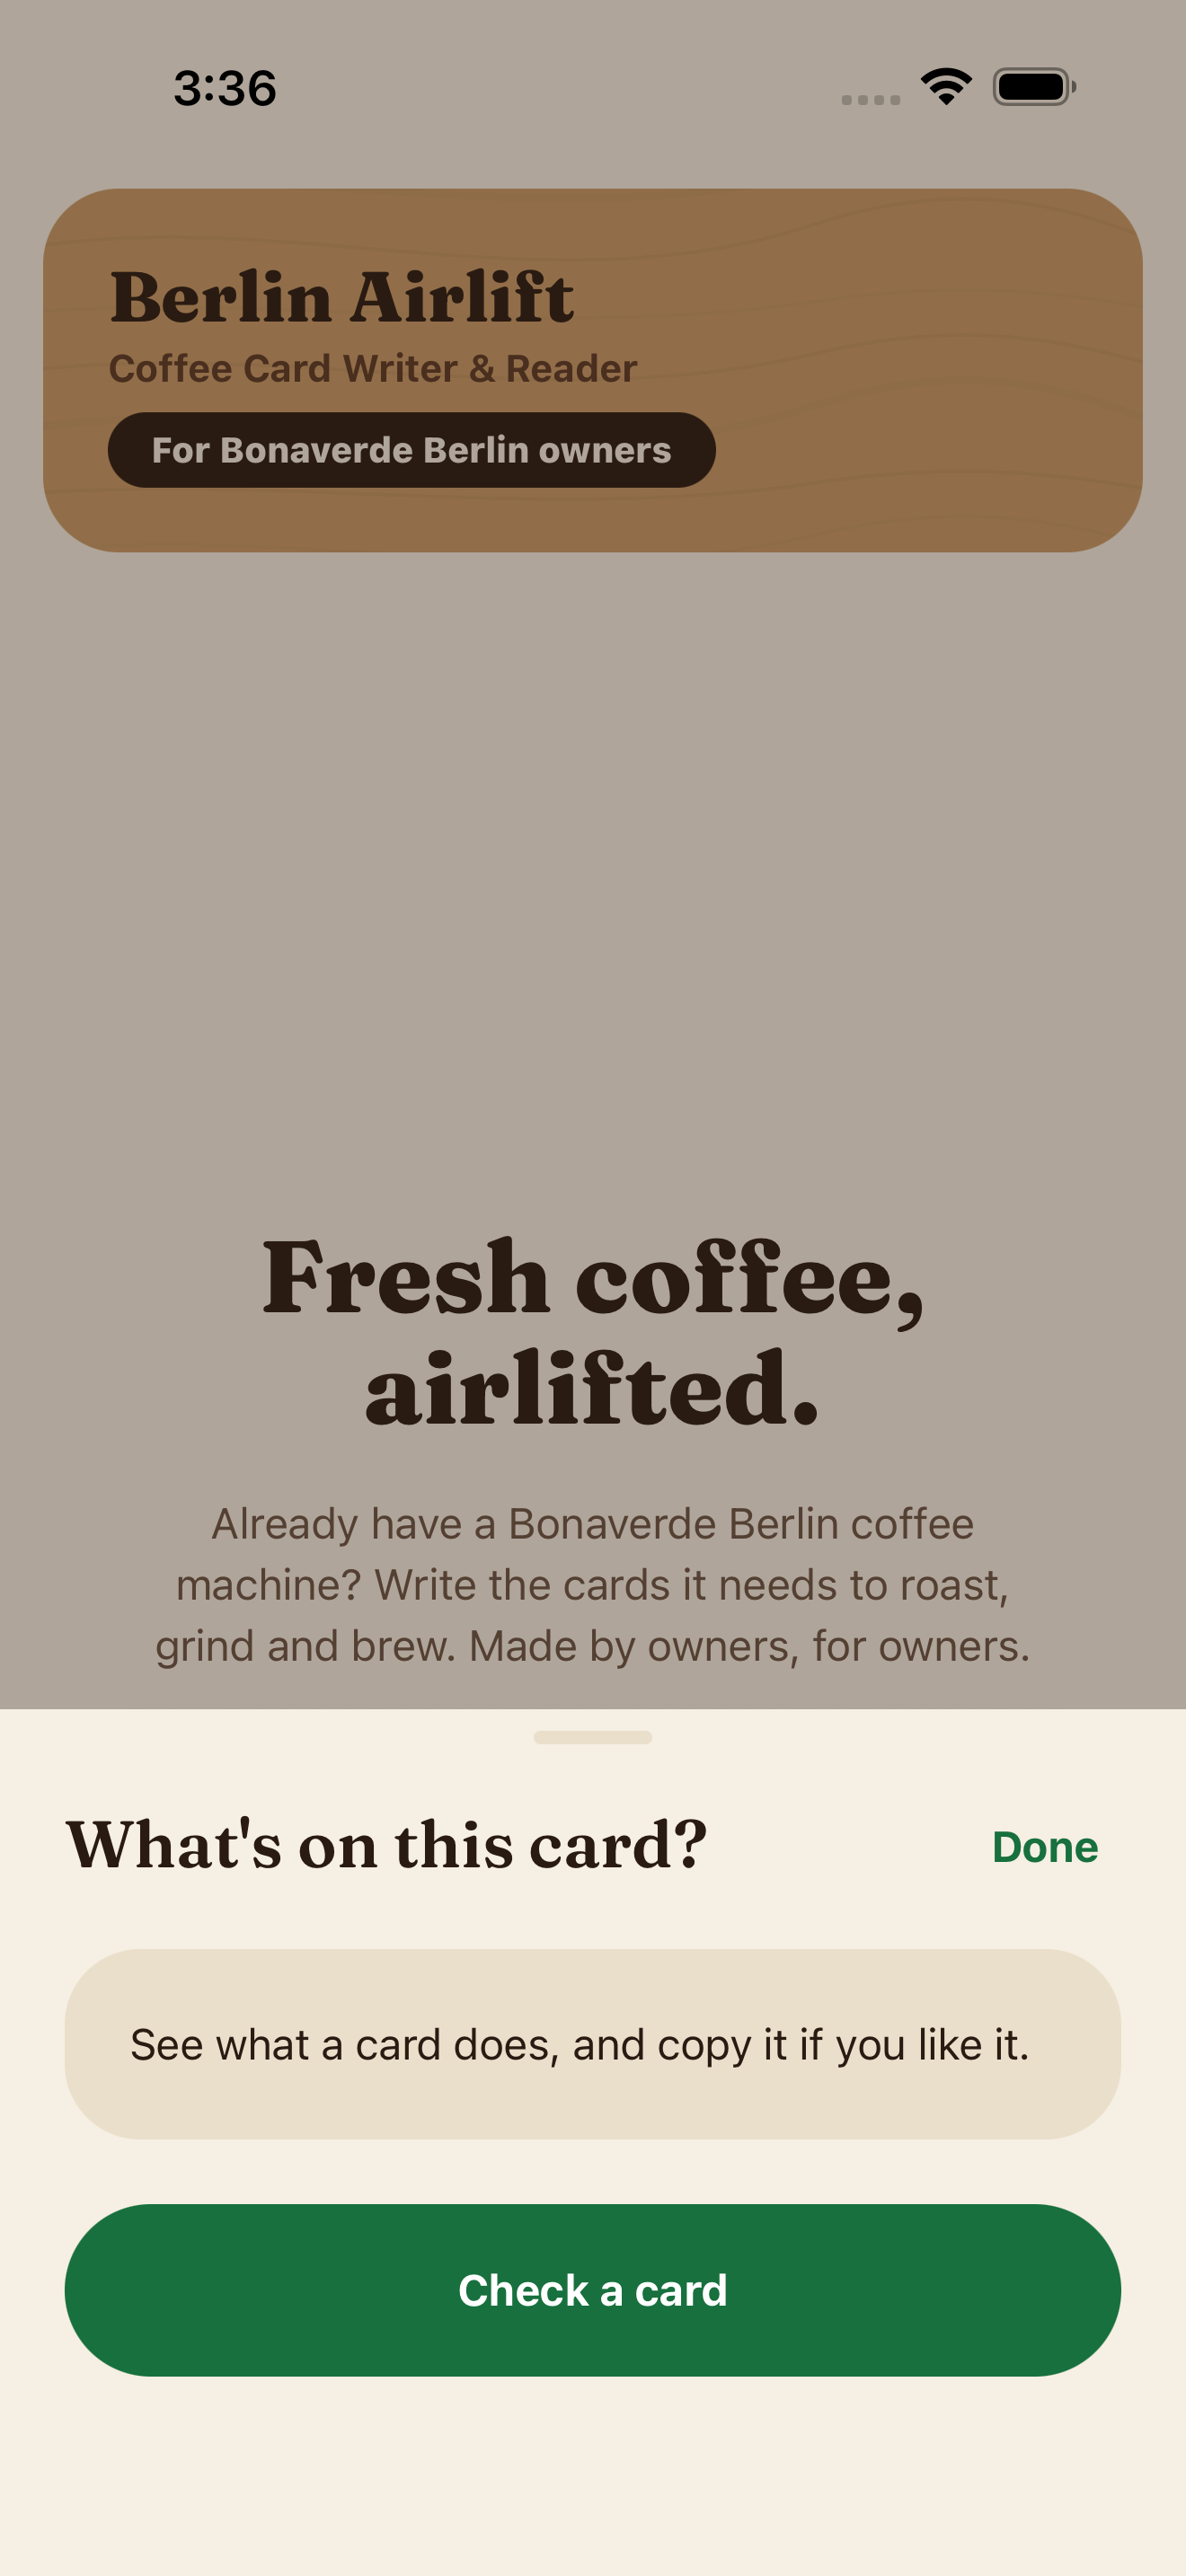 3:36
Berlin Airlift
Coffee Card Writer & Reader
For Bonaverde Berlin owners
Fresh coffee,
airlifted.
Already have a Bonaverde Berlin coffee
machine? Write the cards it needs to roast,
grind and brew. Made by owners, for owners.
What's on this card?
Done
See what a card does, and copy it if you like it.
Check a card